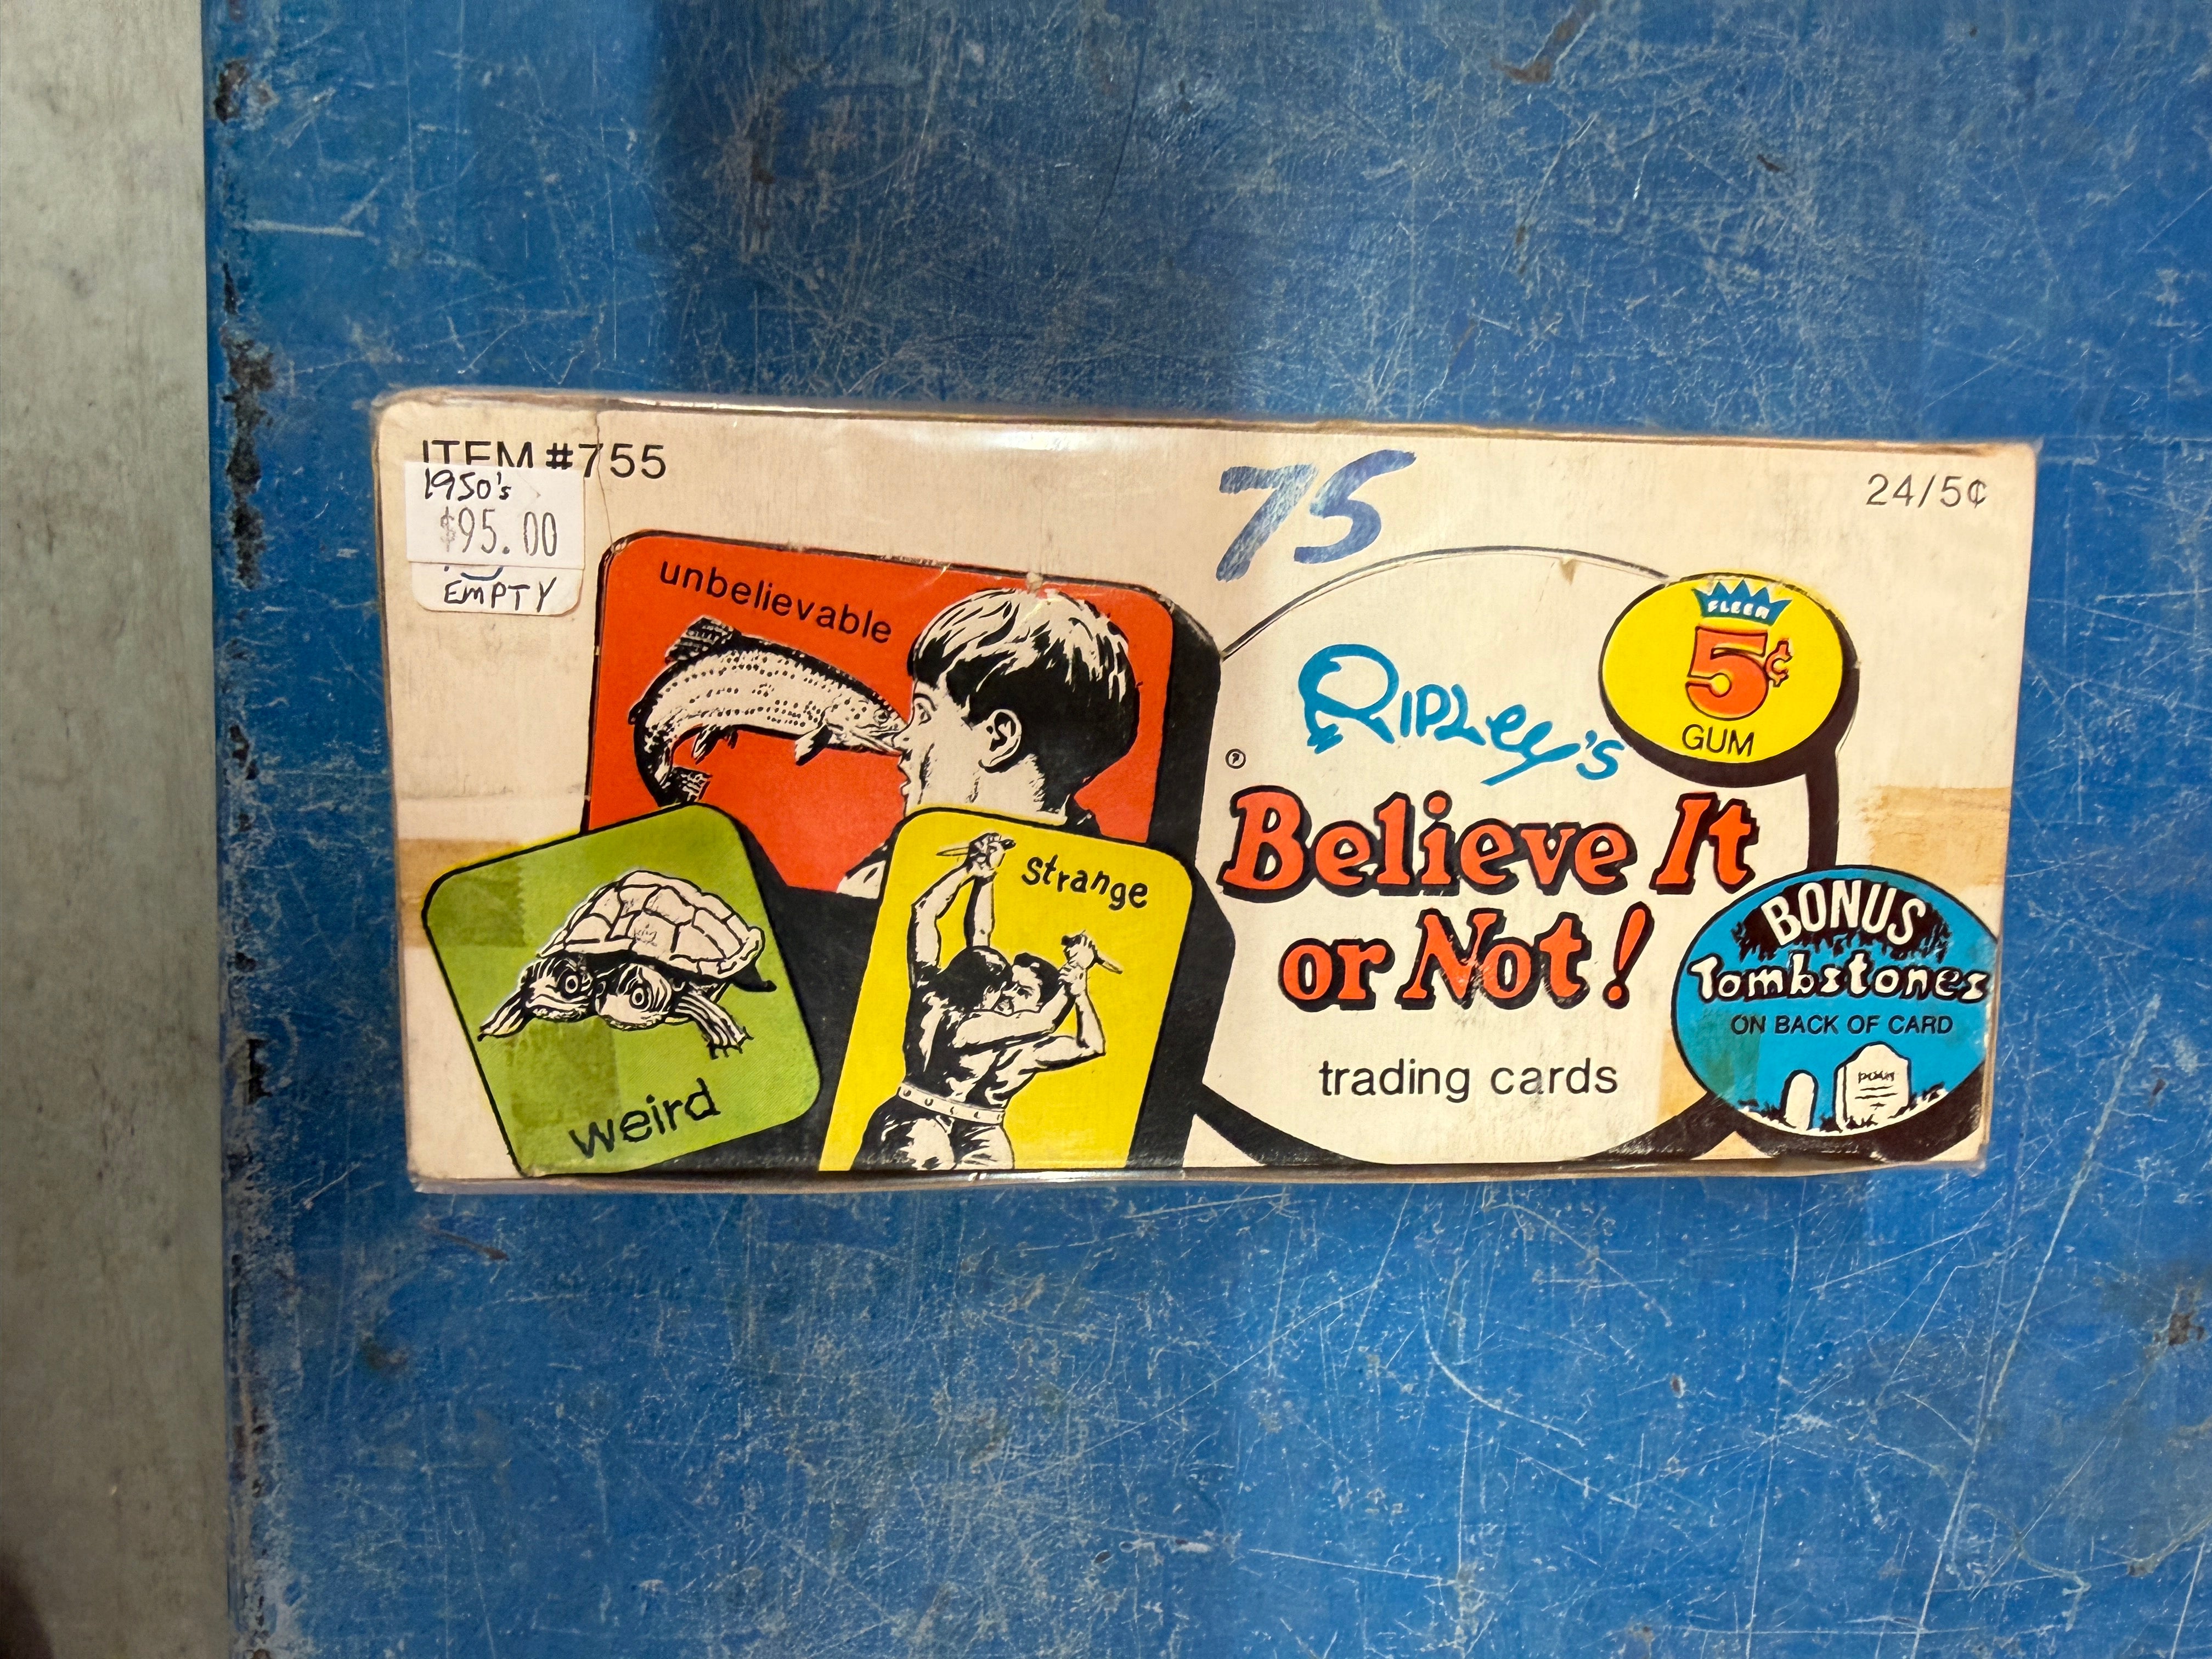 ITEM #755
1950's
$95.00
EMPTY
75
24/5¢
unbelievable
FLEER
5¢
GUM
RIPLEy's
Believe It
or Not!
®
strange
weird
BONUS
Tombstones
ON BACK OF CARD
trading cards